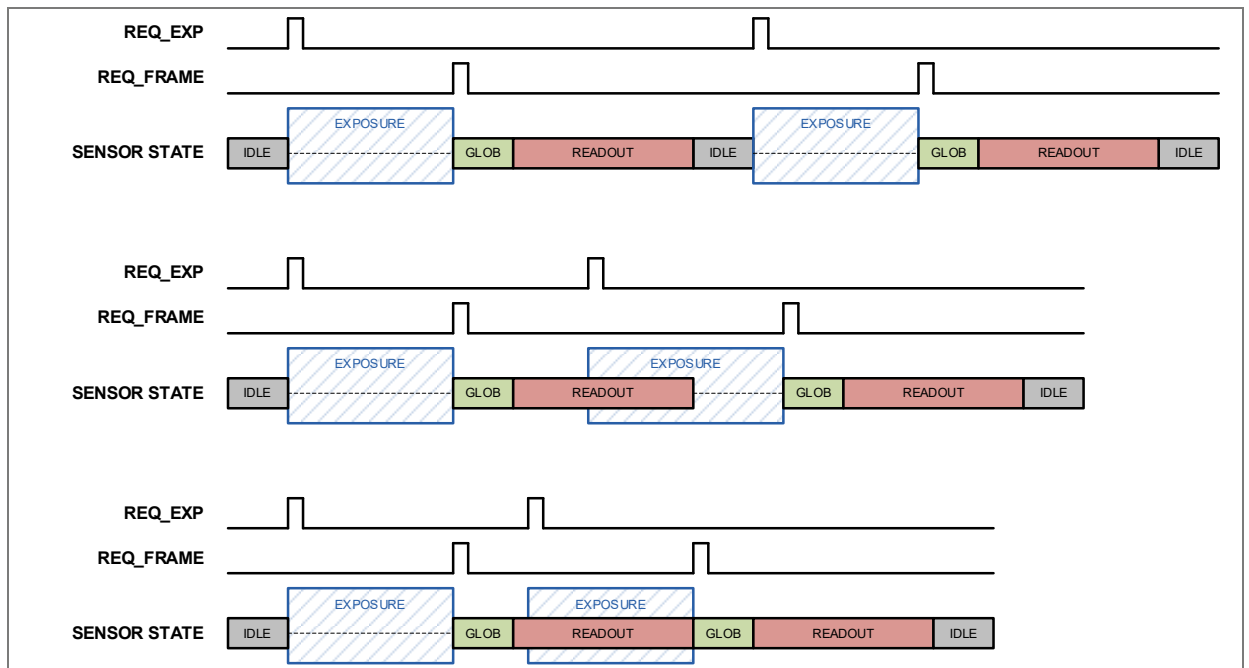 REQ_EXP
REQ_FRAME
EXPOSURE EXPOSURE
SENSOR STATE IDLE GLOB READOUT IDLE GLOB READOUT IDLE
REQ_EXP
REQ_FRAME
EXPOSURE EXPOSURE
SENSOR STATE IDLE GLOB READOUT GLOB READOUT IDLE
REQ_EXP
REQ_FRAME
EXPOSURE EXPOSURE
SENSOR STATE IDLE GLOB READOUT GLOB READOUT IDLE